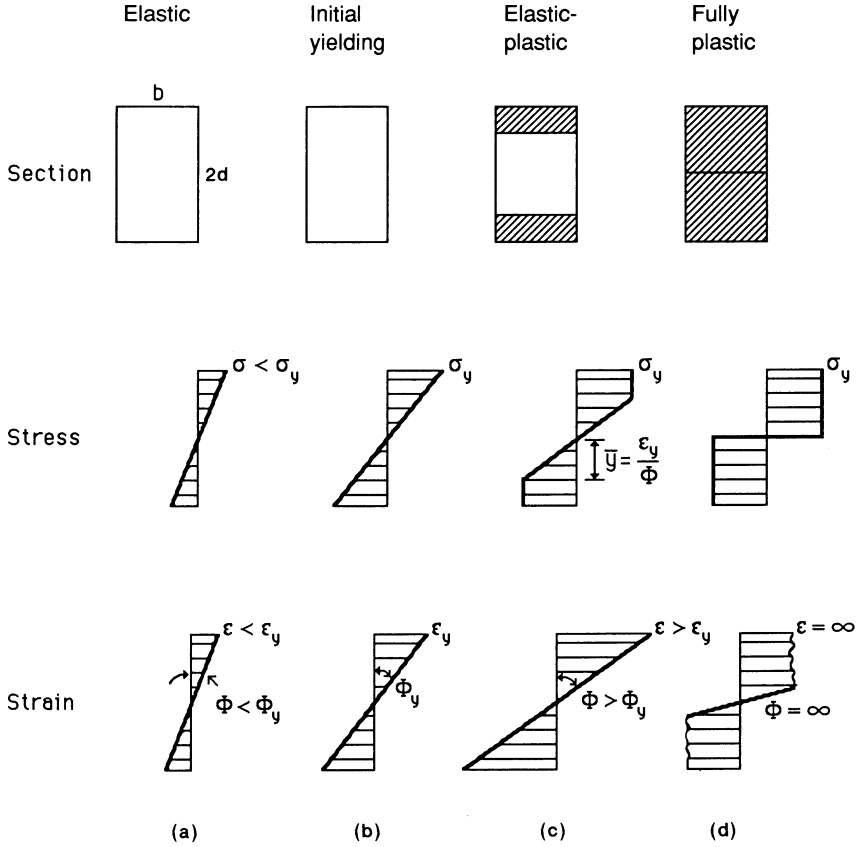 Elastic
Initial
yielding
Elastic-
plastic
Fully
plastic
b
Section
2d
σ < σy
σy
σy
σy
Stress
ȳ = εy/Φ
ε < εy
εy
ε > εy
ε = ∞
Strain
Φ < Φy
Φy
Φ > Φy
Φ = ∞
(a)
(b)
(c)
(d)